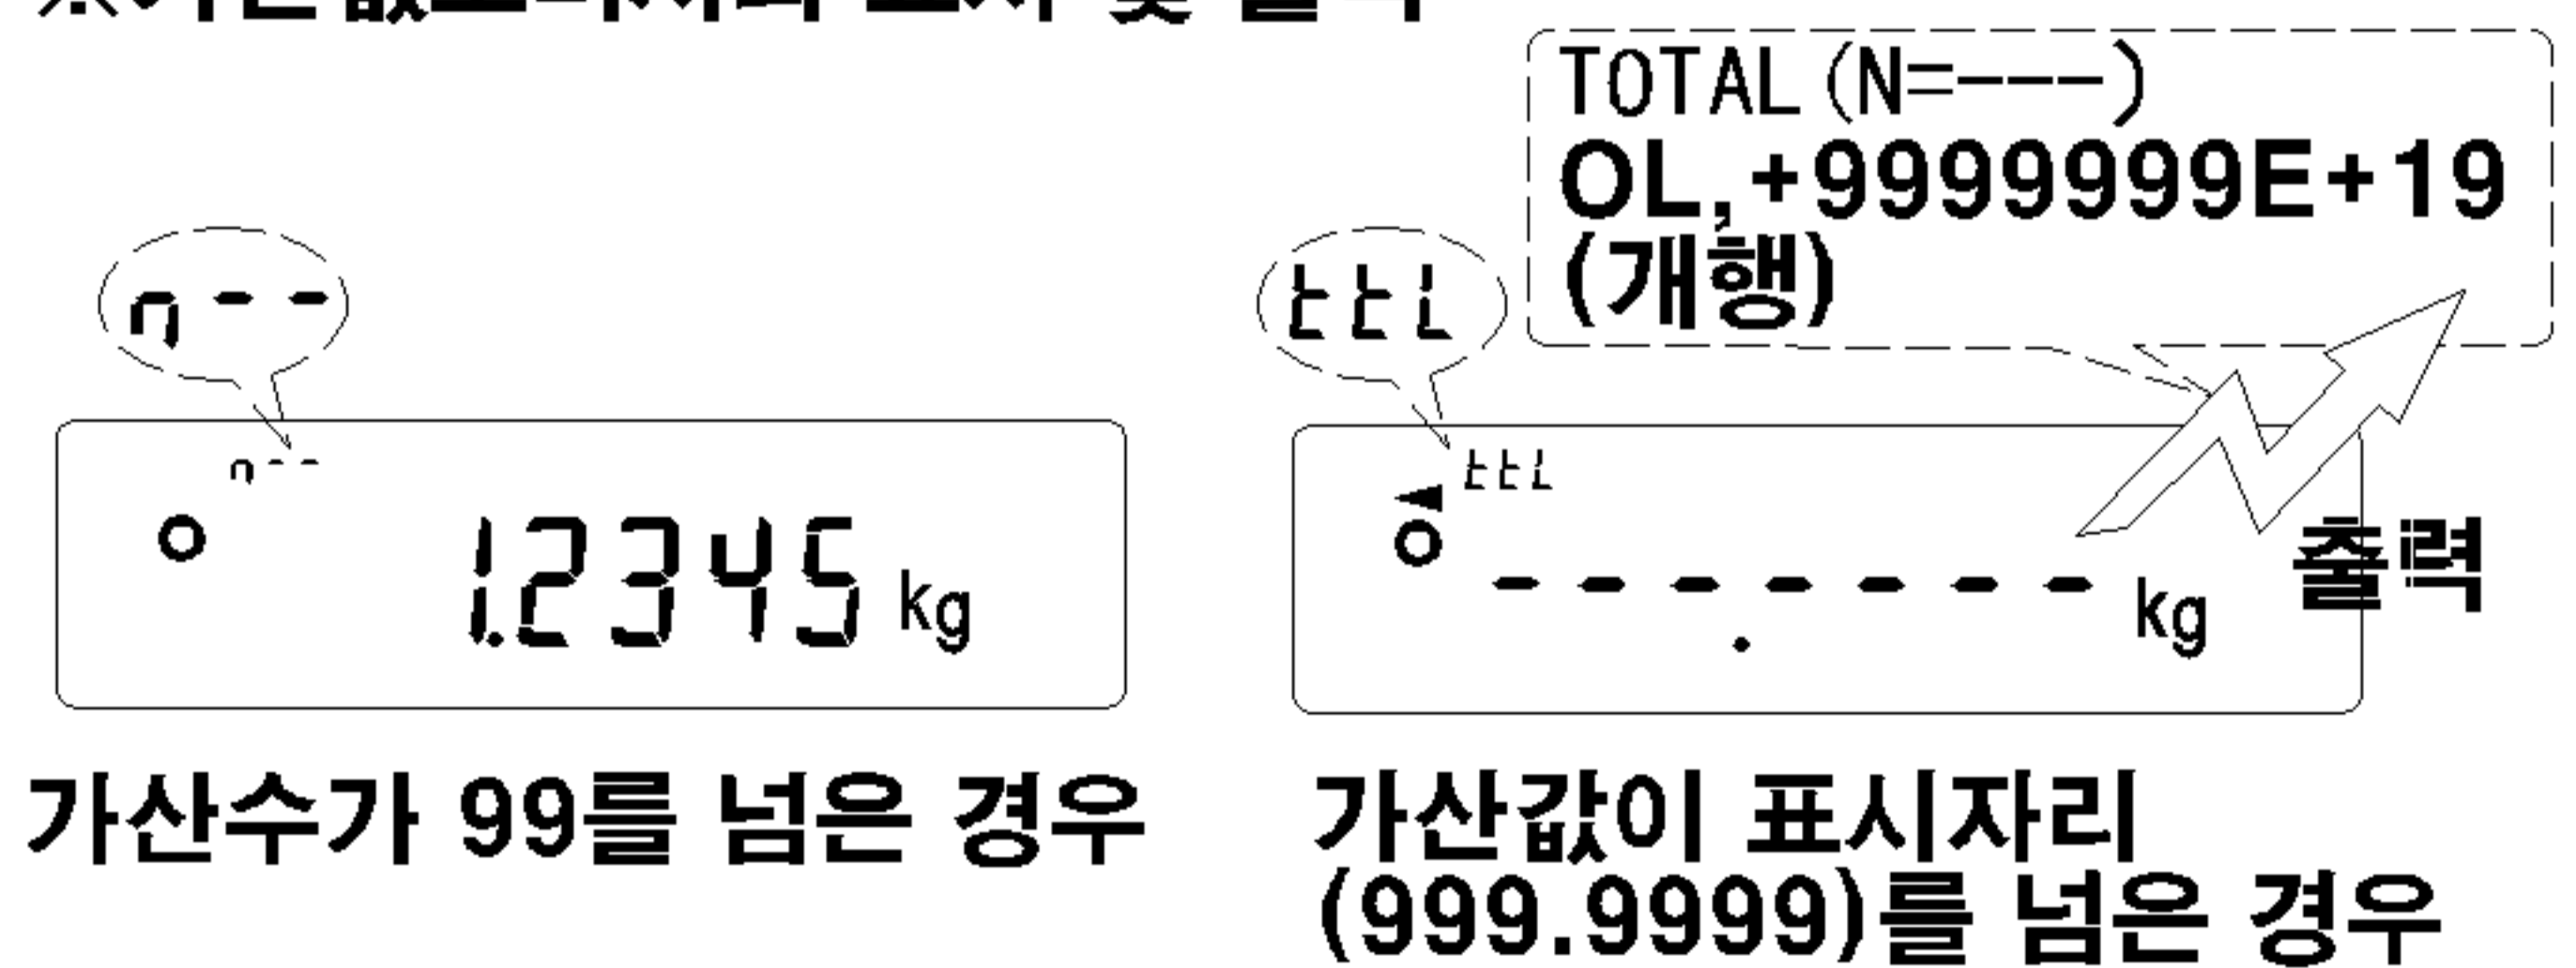 TOTAL(N=---)
OL,+9999999E+19
(개행)
n--
ttL
n--
ttL
1.2345 kg
-------
.
kg
출력
가산수가 99를 넘은 경우
가산값이 표시자리
(999.9999)를 넘은 경우